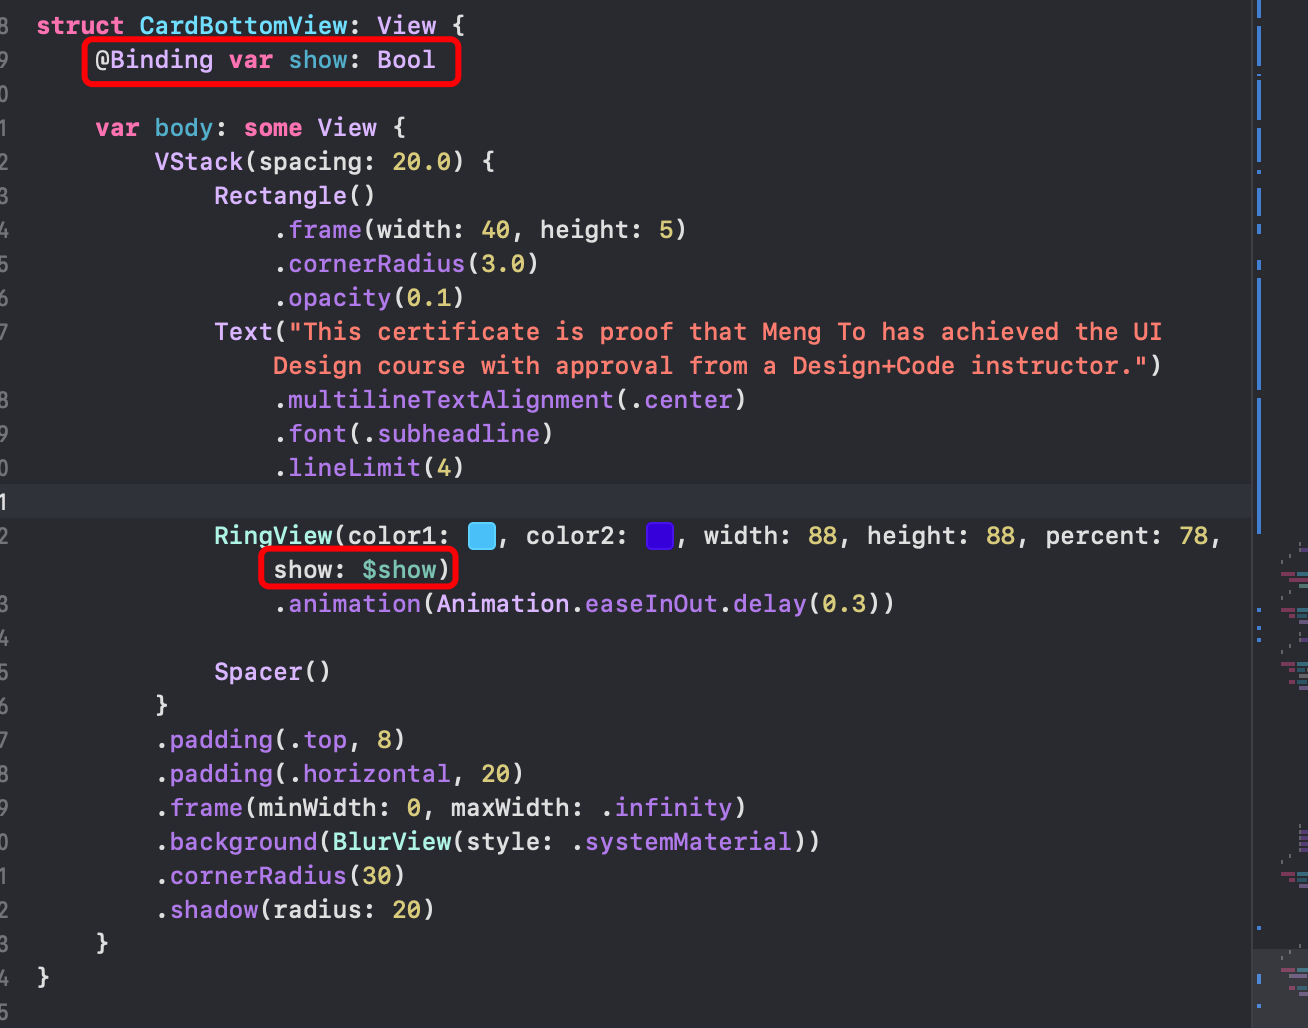 8 struct CardBottomView: View {
9 @Binding var show: Bool
0
1 var body: some View {
2 VStack(spacing: 20.0) {
3 Rectangle()
4 .frame(width: 40, height: 5)
5 .cornerRadius(3.0)
6 .opacity(0.1)
7 Text("This certificate is proof that Meng To has achieved the UI
Design course with approval from a Design+Code instructor.")
8 .multilineTextAlignment(.center)
9 .font(.subheadline)
0 .lineLimit(4)
1
2 RingView(color1: , color2: , width: 88, height: 88, percent: 78,
show: $show)
3 .animation(Animation.easeInOut.delay(0.3))
4
5 Spacer()
6 }
7 .padding(.top, 8)
8 .padding(.horizontal, 20)
9 .frame(minWidth: 0, maxWidth: .infinity)
0 .background(BlurView(style: .systemMaterial))
1 .cornerRadius(30)
2 .shadow(radius: 20)
3 }
4 }
5